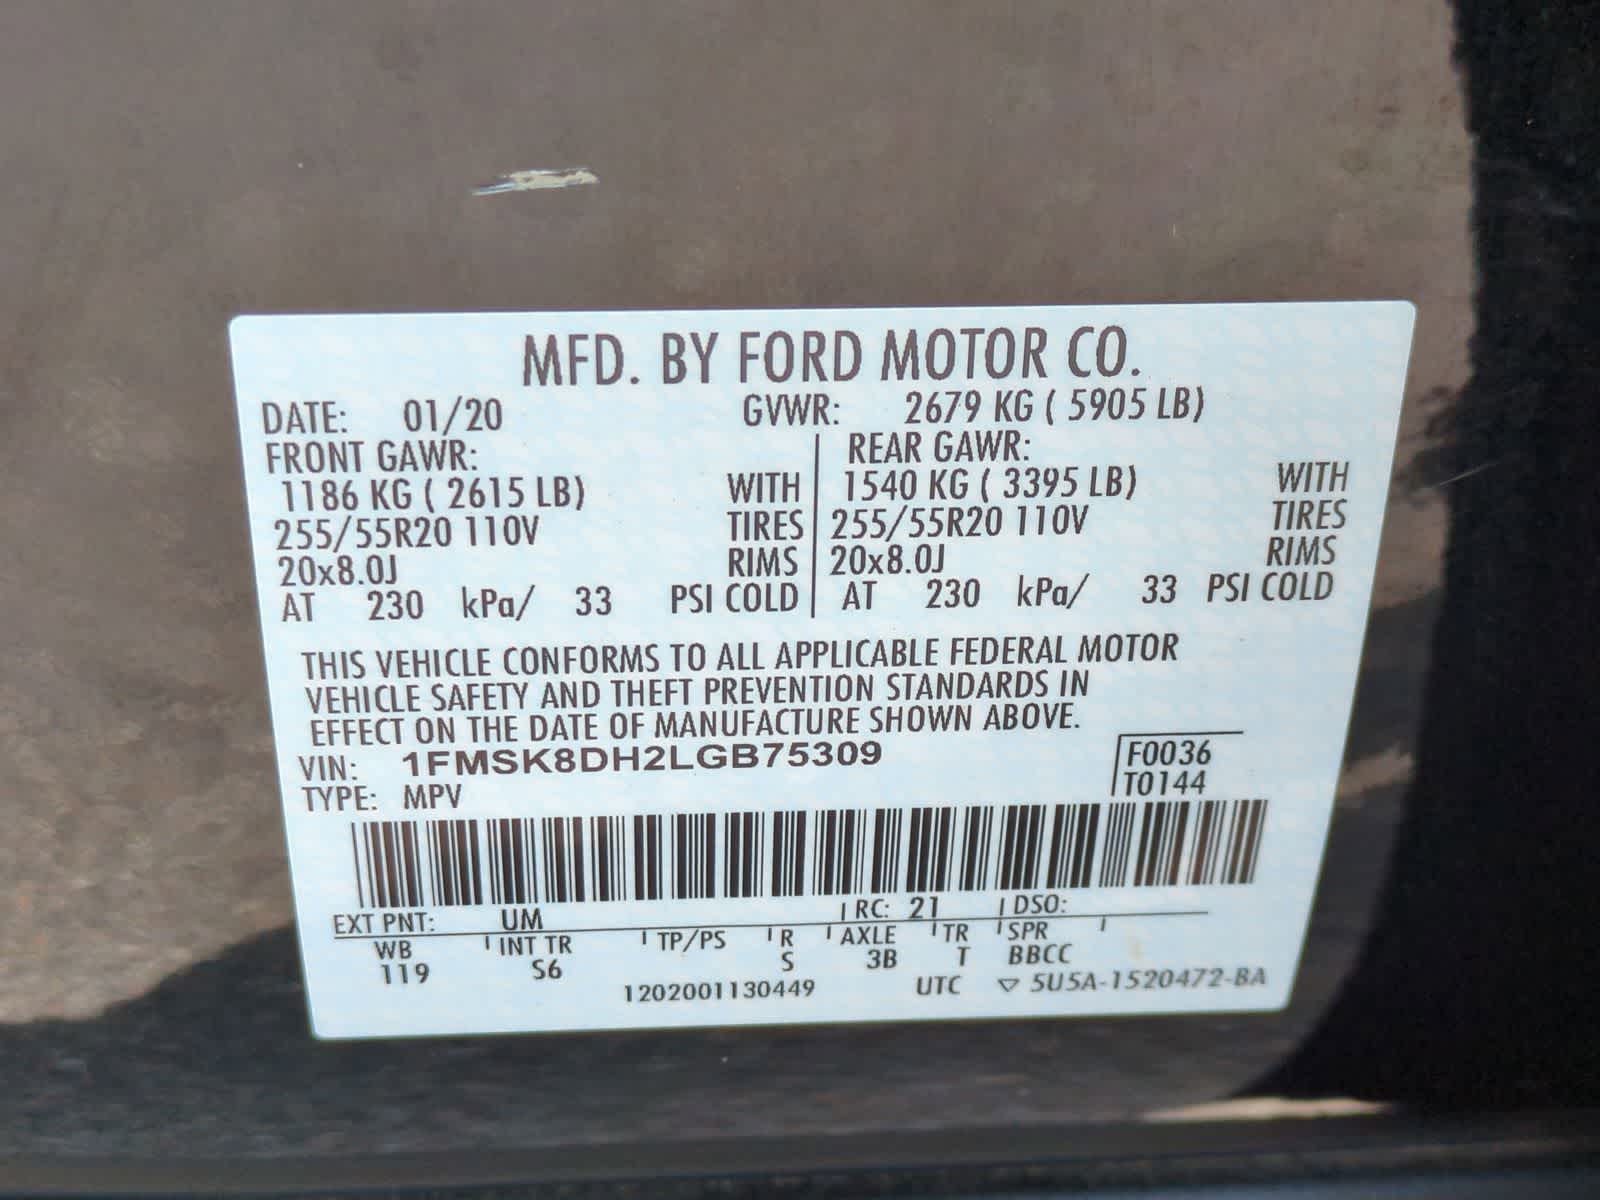 MFD. BY FORD MOTOR CO.
DATE: 01/20 GVWR: 2679 KG ( 5905 LB)
FRONT GAWR: REAR GAWR:
1186 KG ( 2615 LB) WITH 1540 KG ( 3395 LB) WITH
255/55R20 110V TIRES 255/55R20 110V TIRES
20x8.0J RIMS 20x8.0J RIMS
AT 230 kPa/ 33 PSI COLD AT 230 kPa/ 33 PSI COLD
THIS VEHICLE CONFORMS TO ALL APPLICABLE FEDERAL MOTOR
VEHICLE SAFETY AND THEFT PREVENTION STANDARDS IN
EFFECT ON THE DATE OF MANUFACTURE SHOWN ABOVE.
VIN: 1FMSK8DH2LGB75309 F0036
TYPE: MPV T0144
EXT PNT: UM RC: 21 DSO:
WB INT TR TP/PS R AXLE TR SPR
119 S6 S 3B T BBCC
1202001130449 UTC ▽ 5U5A-1520472-BA